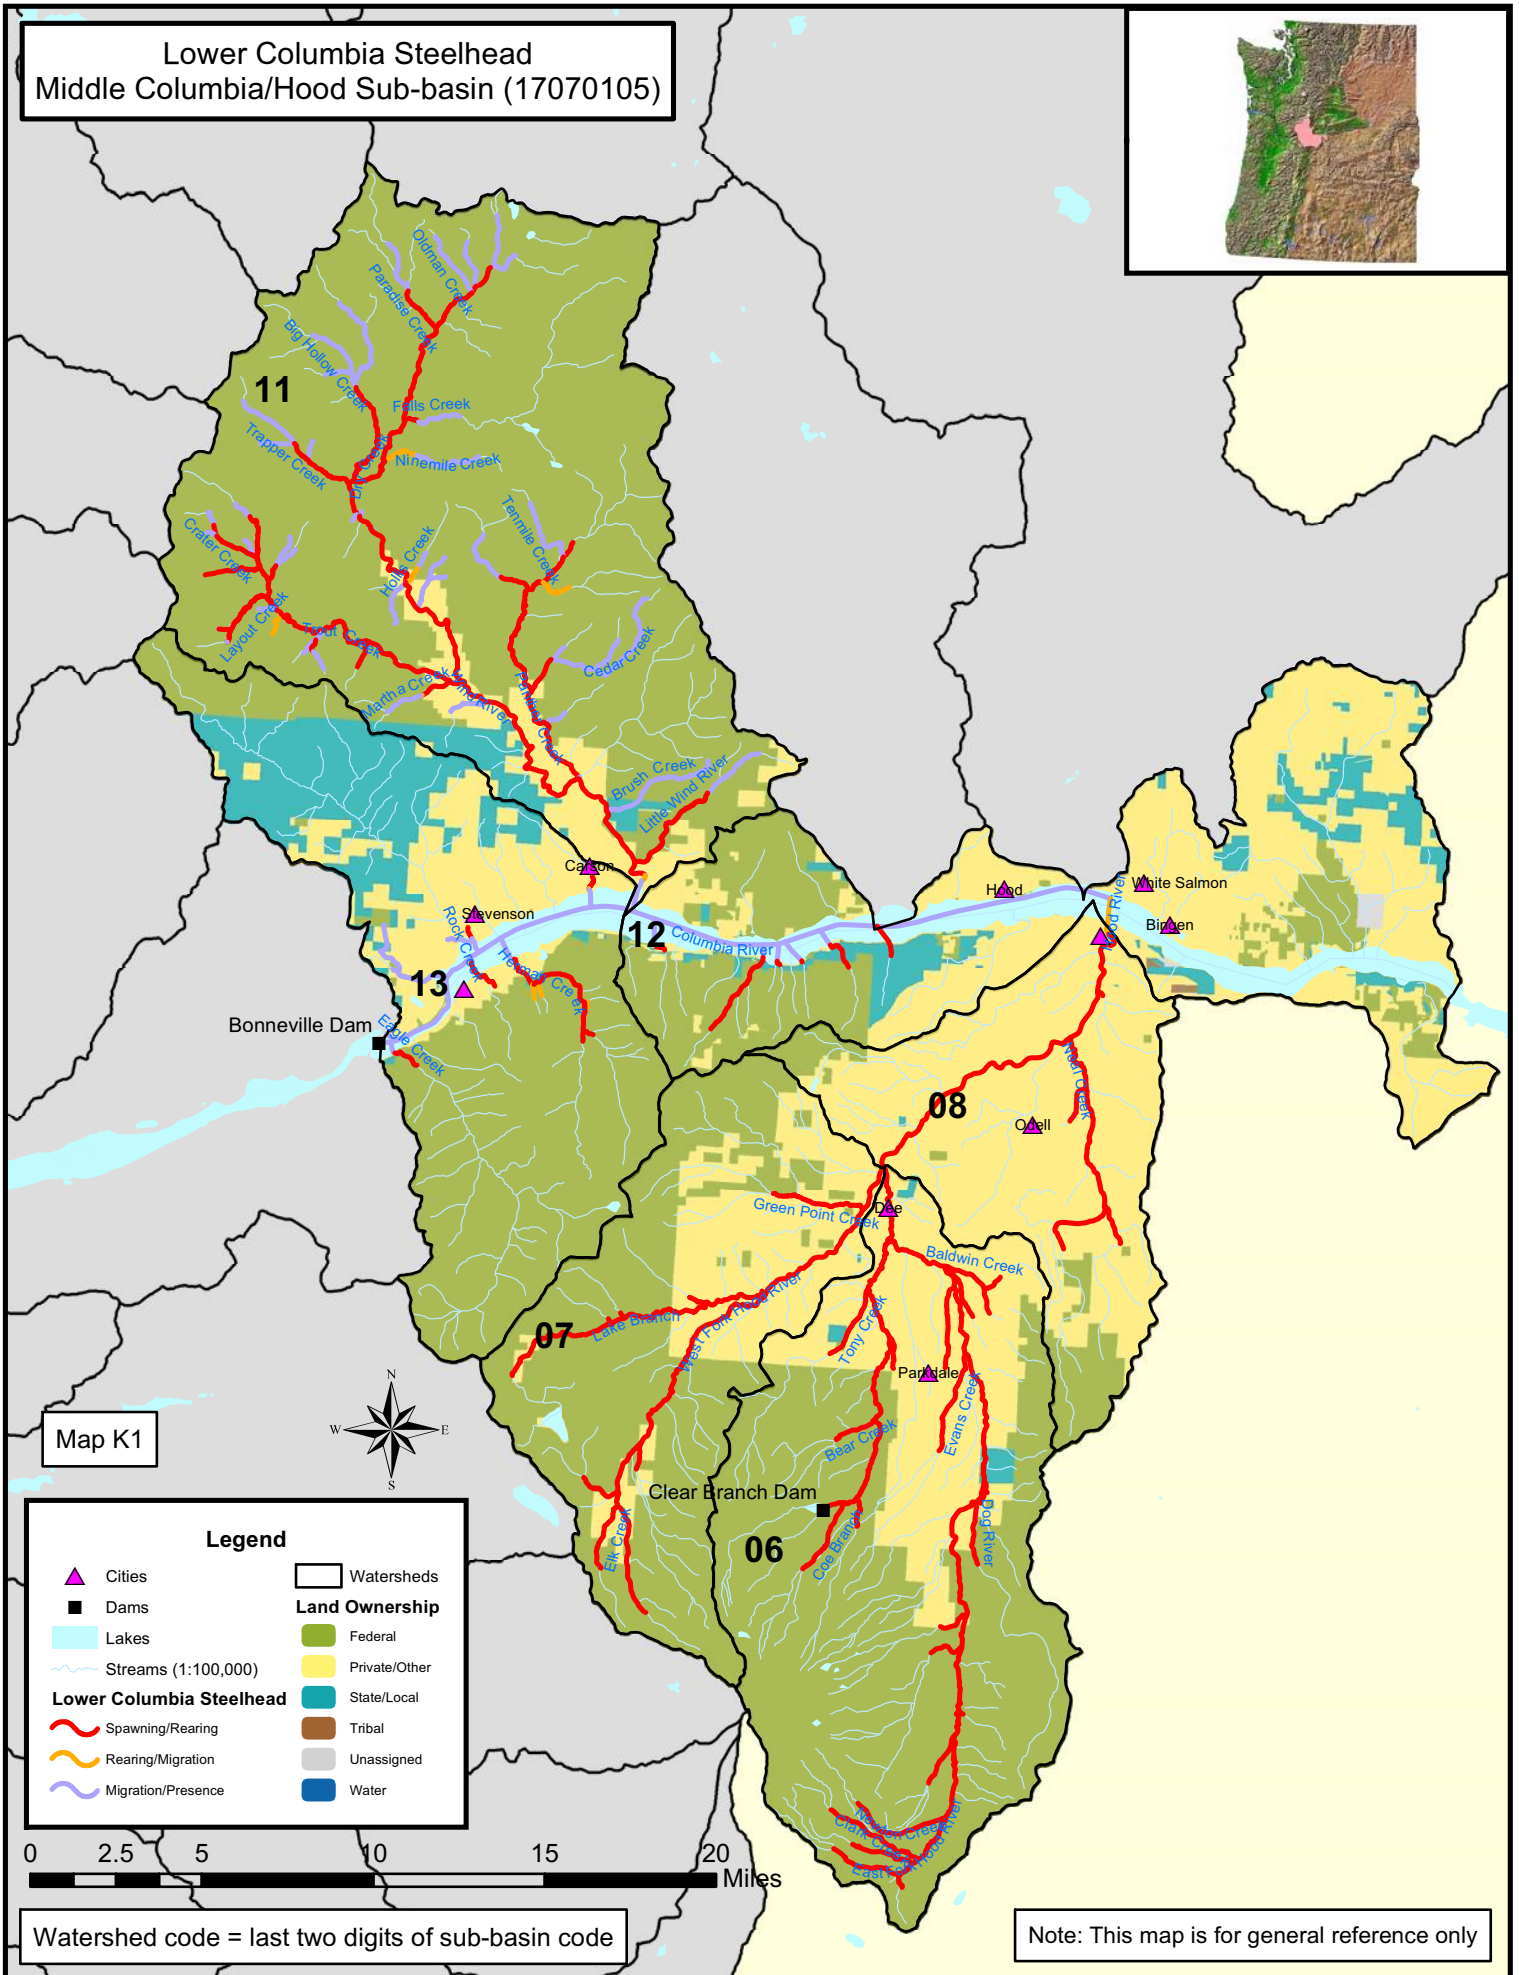 Lower Columbia Steelhead
Middle Columbia/Hood Sub-basin (17070105)
Oldman Creek
Paradise Creek
Big Hollow Creek
11
Falls Creek
Trapper Creek
Dry Creek
Ninemile Creek
Tenmile Creek
Crater Creek
Hollis Creek
Layout Creek
Trout Creek
Cedar Creek
Martha Creek
Wind River
Panther Creek
Brush Creek
Little Wind River
Carson
Hood
White Salmon
Stevenson
Rock Creek
12
Columbia River
Hood River
Bingen
Herman Creek
13
Bonneville Dam
Eagle Creek
Neal Creek
08
Odell
Green Point Creek
Dee
Baldwin Creek
07
Lake Branch
West Fork Hood River
Tony Creek
Parkdale
Evans Creek
Bear Creek
Clear Branch Dam
06
Coe Branch
Dog River
Elk Creek
N
W
E
S
Map K1
Legend
Cities
Dams
Lakes
Streams (1:100,000)
Lower Columbia Steelhead
Spawning/Rearing
Rearing/Migration
Migration/Presence
Watersheds
Land Ownership
Federal
Private/Other
State/Local
Tribal
Unassigned
Water
Clark Creek
East Fork Hood River
0 2.5 5 10 15 20
Miles
Watershed code = last two digits of sub-basin code
Note: This map is for general reference only